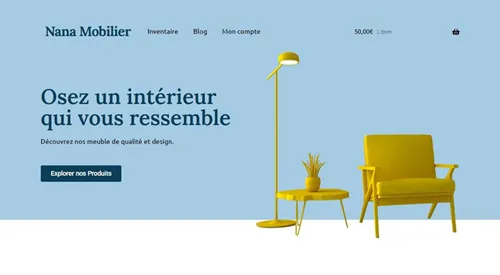 Nana Mobilier
Inventaire Blog Mon compte 50,00€ 1 item
Osez un intérieur
qui vous ressemble
Découvrez nos meuble de qualité et design.
Explorer nos Produits